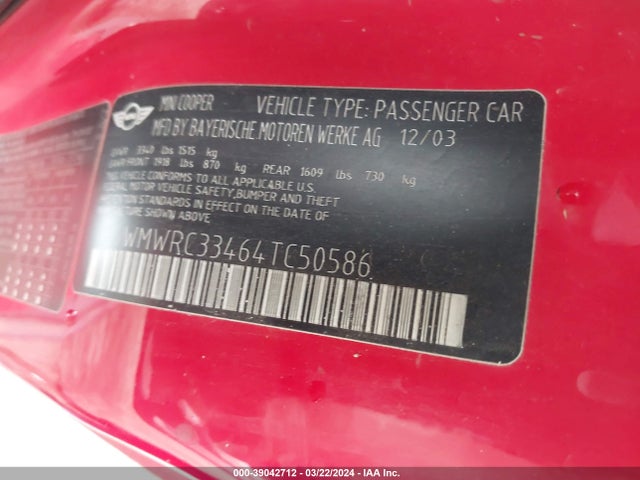 MINI COOPER VEHICLE TYPE: PASSENGER CAR
MFD BY BAYERISCHE MOTOREN WERKE AG 12/03
GVWR 3340 lbs 1515 kg
GAWR FRONT 1918 lbs 870 kg REAR 1609 lbs 730 kg
THIS VEHICLE CONFORMS TO ALL APPLICABLE U.S.
FEDERAL MOTOR VEHICLE SAFETY, BUMPER AND THEFT
PREVENTION STANDARDS IN EFFECT ON THE DATE OF
MANUFACTURE SHOWN ABOVE.
WMWRC33464TC50586
000-39042712 - 03/22/2024 - IAA Inc.